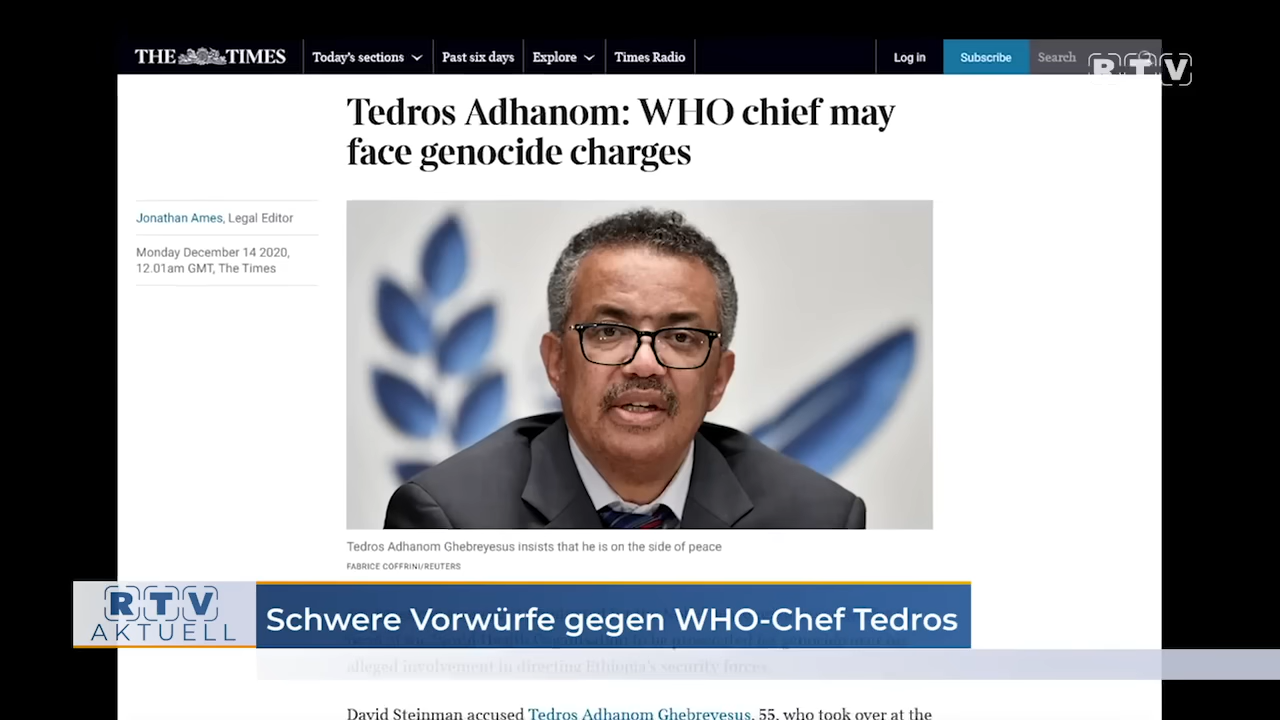 THE TIMES
Today's sections
Past six days
Explore
Times Radio
Log in
Subscribe
Search
RTV
Tedros Adhanom: WHO chief may
face genocide charges
Jonathan Ames, Legal Editor
Monday December 14 2020,
12.01am GMT, The Times
Tedros Adhanom Ghebreyesus insists that he is on the side of peace
FABRICE COFFRINI/REUTERS
RTV
AKTUELL
Schwere Vorwürfe gegen WHO-Chef Tedros
alleged involvement in directing Ethiopia's security forces.
David Steinman accused Tedros Adhanom Ghebreyesus, 55, who took over at the